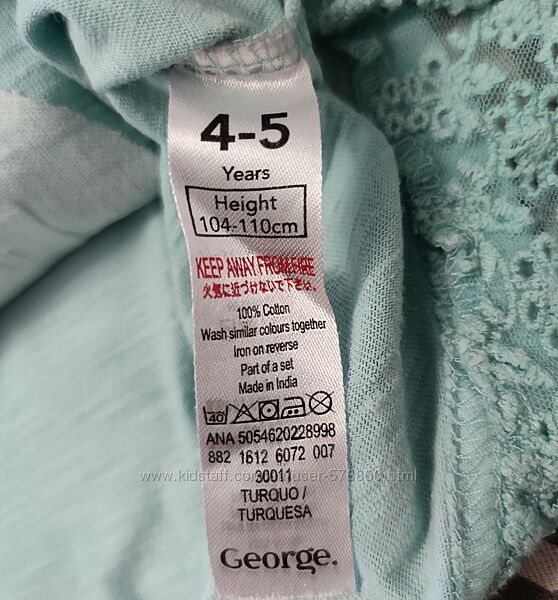 4-5
Years
Height
104-110cm
KEEP AWAY FROM FIRE
火気に近づけないで下さい。
100% Cotton
Wash similar colours together
Iron on reverse
Part of a set
Made in India
40
ANA 5054620228998
882 1612 6072 007
30011
TURQUO/
TURQUESA
George.